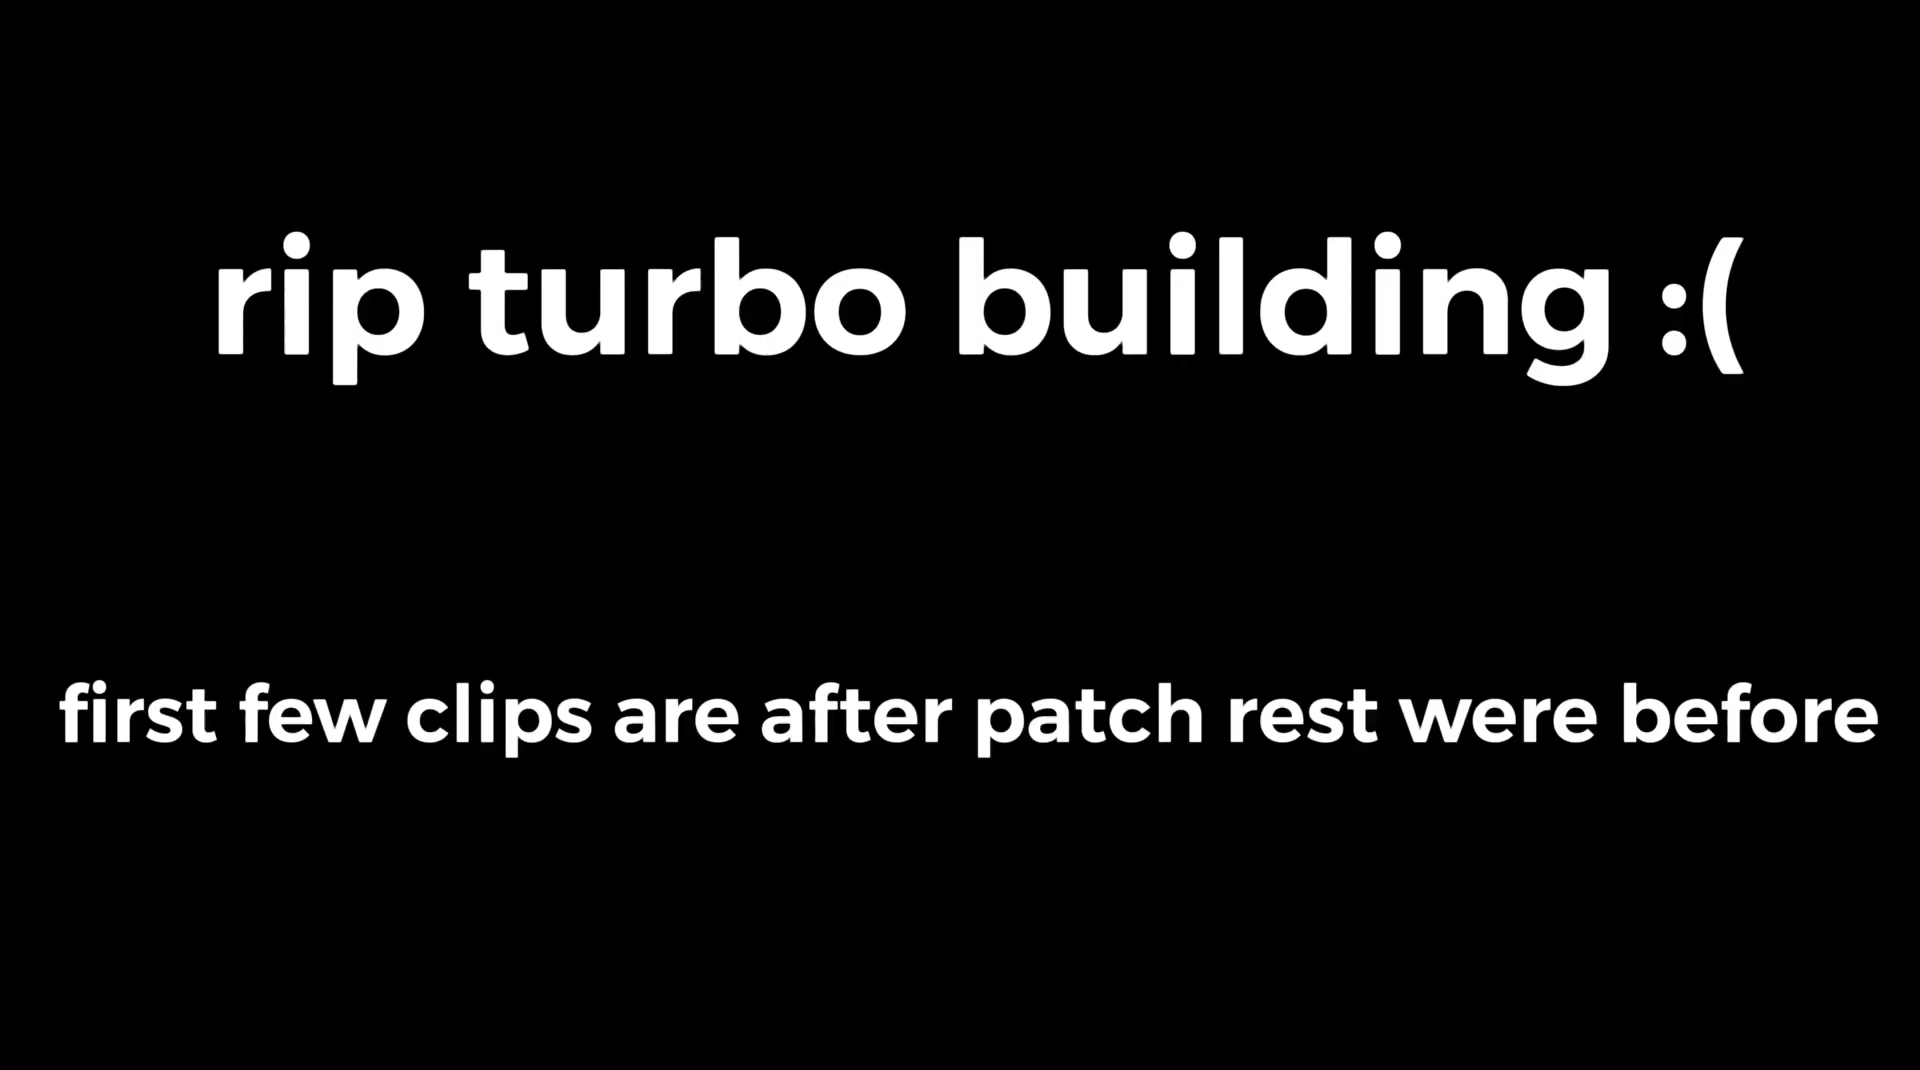 rip turbo building :(
first few clips are after patch rest were before